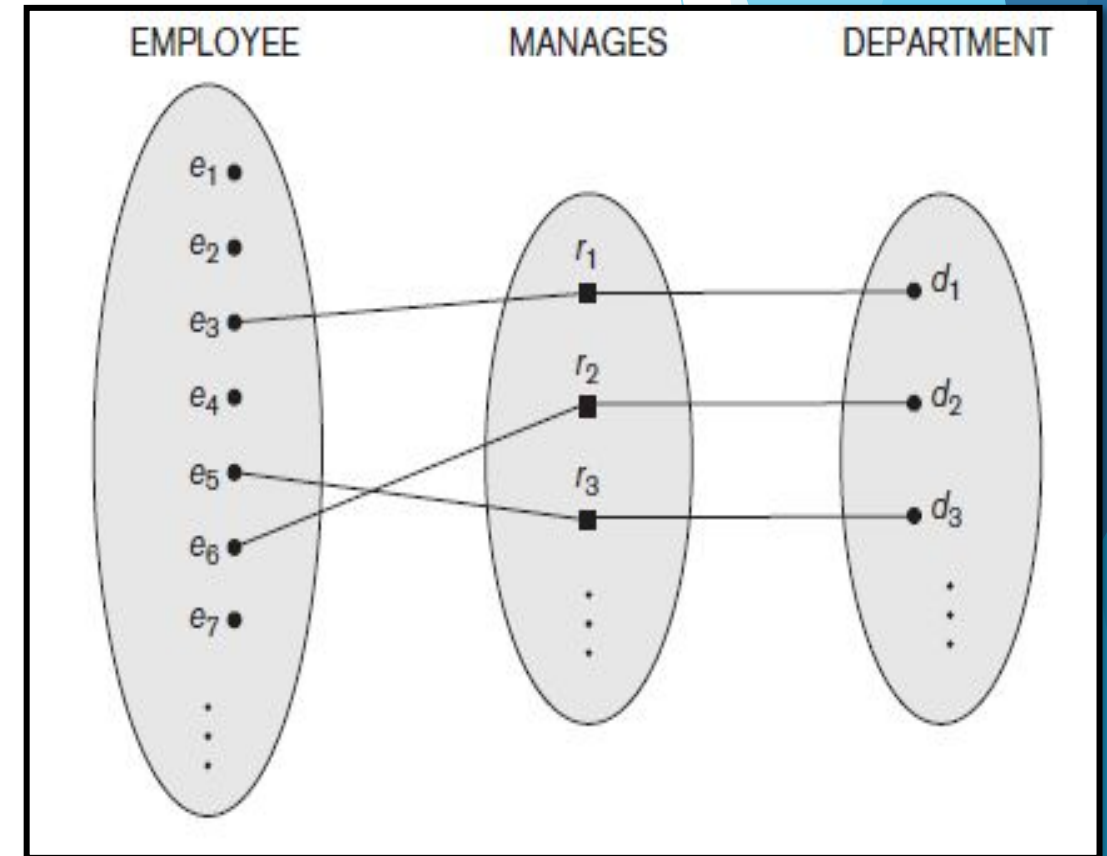 EMPLOYEE MANAGES DEPARTMENT
e1
e2
e3
e4
e5
e6
e7
r1
r2
r3
d1
d2
d3